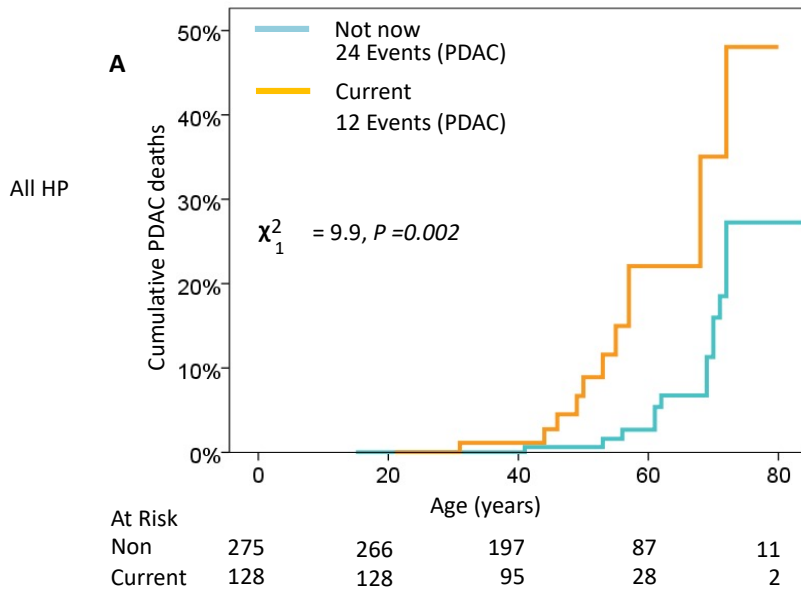 A
Not now
24 Events (PDAC)
Current
12 Events (PDAC)
All HP
χ²₁ = 9.9, P =0.002
Cumulative PDAC deaths
50%
40%
30%
20%
10%
0%
0 20 40 60 80
Age (years)
At Risk
Non 275 266 197 87 11
Current 128 128 95 28 2